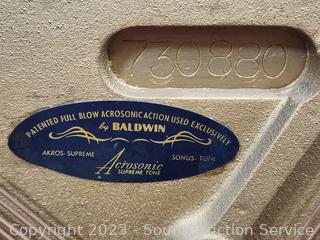 730880
PATENTED FULL BLOW ACROSONIC ACTION USED EXCLUSIVELY
by BALDWIN
AKROS-SUPREME SONUS-TONE
Acrosonic
SUPREME TONE
Copyright 2023 - South Auction Service